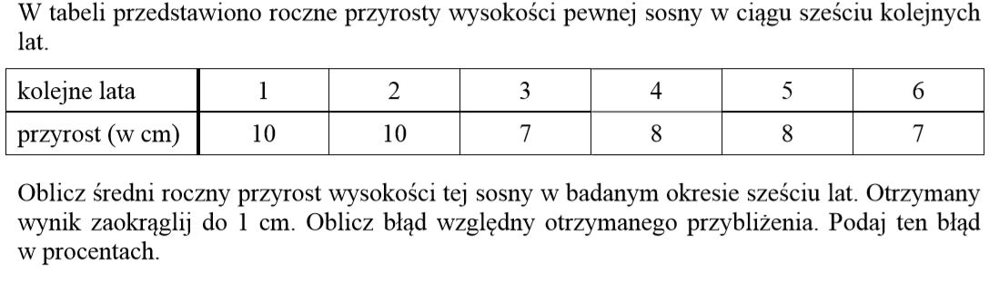 W tabeli przedstawiono roczne przyrosty wysokości pewnej sosny w ciągu sześciu kolejnych
lat.
kolejne lata 1 2 3 4 5 6
przyrost (w cm) 10 10 7 8 8 7
Oblicz średni roczny przyrost wysokości tej sosny w badanym okresie sześciu lat. Otrzymany
wynik zaokrąglij do 1 cm. Oblicz błąd względny otrzymanego przybliżenia. Podaj ten błąd
w procentach.